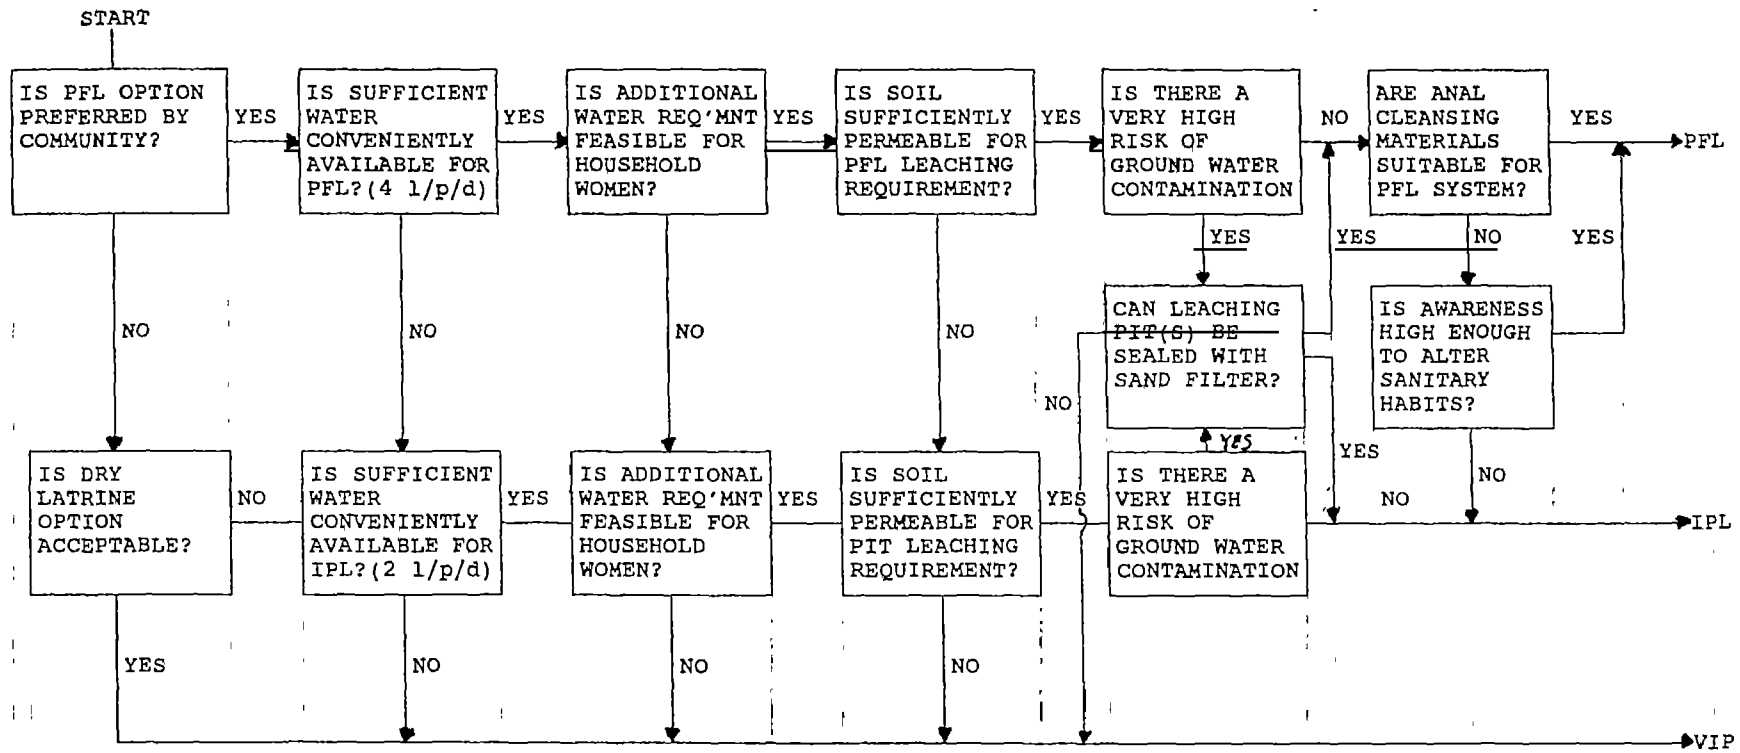 START
IS PFL OPTION
PREFERRED BY
COMMUNITY?
YES
IS SUFFICIENT
WATER
CONVENIENTLY
AVAILABLE FOR
PFL?(4 l/p/d)
YES
IS ADDITIONAL
WATER REQ'MNT
FEASIBLE FOR
HOUSEHOLD
WOMEN?
YES
IS SOIL
SUFFICIENTLY
PERMEABLE FOR
PFL LEACHING
REQUIREMENT?
YES
IS THERE A
VERY HIGH
RISK OF
GROUND WATER
CONTAMINATION
NO
ARE ANAL
CLEANSING
MATERIALS
SUITABLE FOR
PFL SYSTEM?
YES
PFL
YES
YES
NO
YES
NO
NO
NO
NO
CAN LEACHING
PIT(S) BE
SEALED WITH
SAND FILTER?
IS AWARENESS
HIGH ENOUGH
TO ALTER
SANITARY
HABITS?
NO
YES
YES
NO
IS DRY
LATRINE
OPTION
ACCEPTABLE?
NO
IS SUFFICIENT
WATER
CONVENIENTLY
AVAILABLE FOR
IPL?(2 l/p/d)
YES
IS ADDITIONAL
WATER REQ'MNT
FEASIBLE FOR
HOUSEHOLD
WOMEN?
YES
IS SOIL
SUFFICIENTLY
PERMEABLE FOR
PIT LEACHING
REQUIREMENT?
YES
IS THERE A
VERY HIGH
RISK OF
GROUND WATER
CONTAMINATION
NO
IPL
YES
NO
NO
NO
VIP